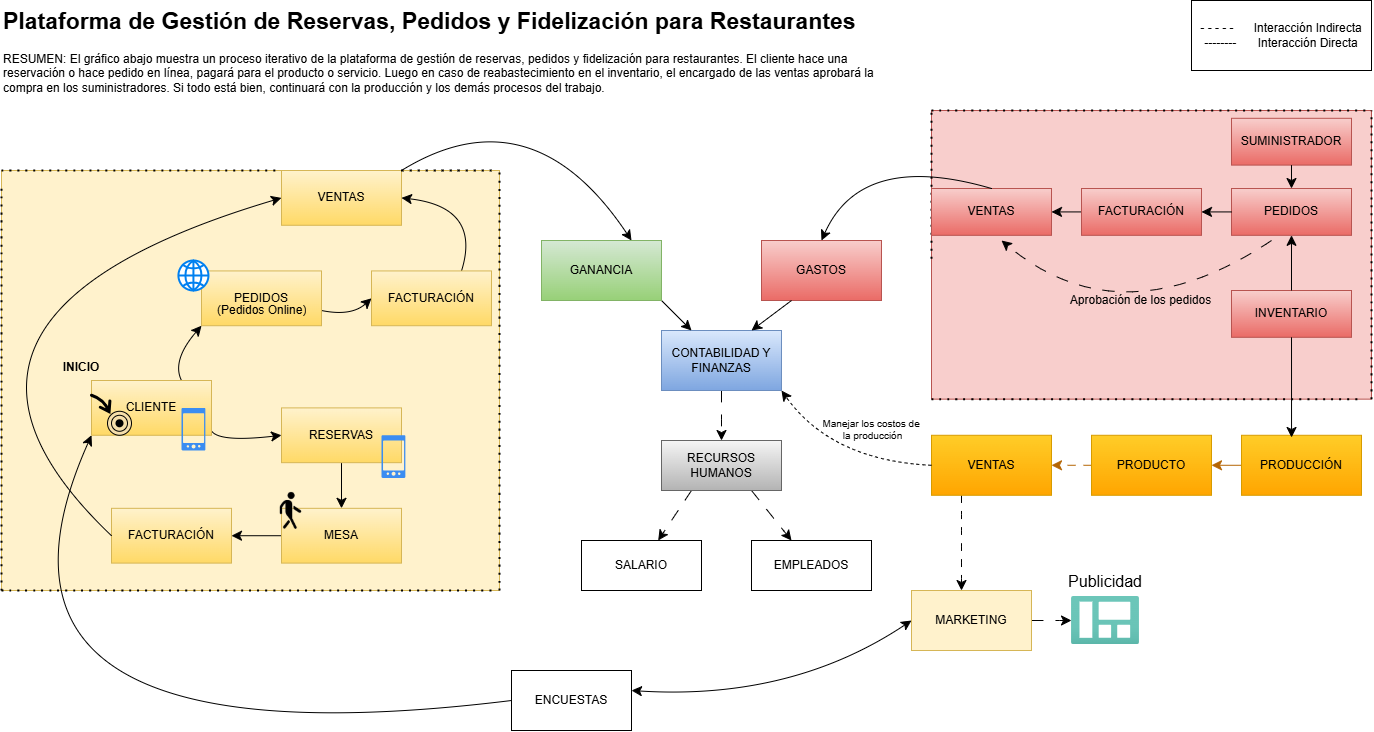 Plataforma de Gestión de Reservas, Pedidos y Fidelización para Restaurantes
Interacción Indirecta
Interacción Directa
RESUMEN: El gráfico abajo muestra un proceso iterativo de la plataforma de gestión de reservas, pedidos y fidelización para restaurantes. El cliente hace una
reservación o hace pedido en línea, pagará para el producto o servicio. Luego en caso de reabastecimiento en el inventario, el encargado de las ventas aprobará la
compra en los suministradores. Si todo está bien, continuará con la producción y los demás procesos del trabajo.
SUMINISTRADOR
VENTAS
VENTAS
FACTURACIÓN
PEDIDOS
GANANCIA
GASTOS
PEDIDOS
(Pedidos Online)
FACTURACIÓN
Aprobación de los pedidos
INVENTARIO
CONTABILIDAD Y
FINANZAS
INICIO
CLIENTE
RESERVAS
Manejar los costos de
la producción
RECURSOS
HUMANOS
VENTAS
PRODUCTO
PRODUCCIÓN
FACTURACIÓN
MESA
SALARIO
EMPLEADOS
Publicidad
MARKETING
ENCUESTAS